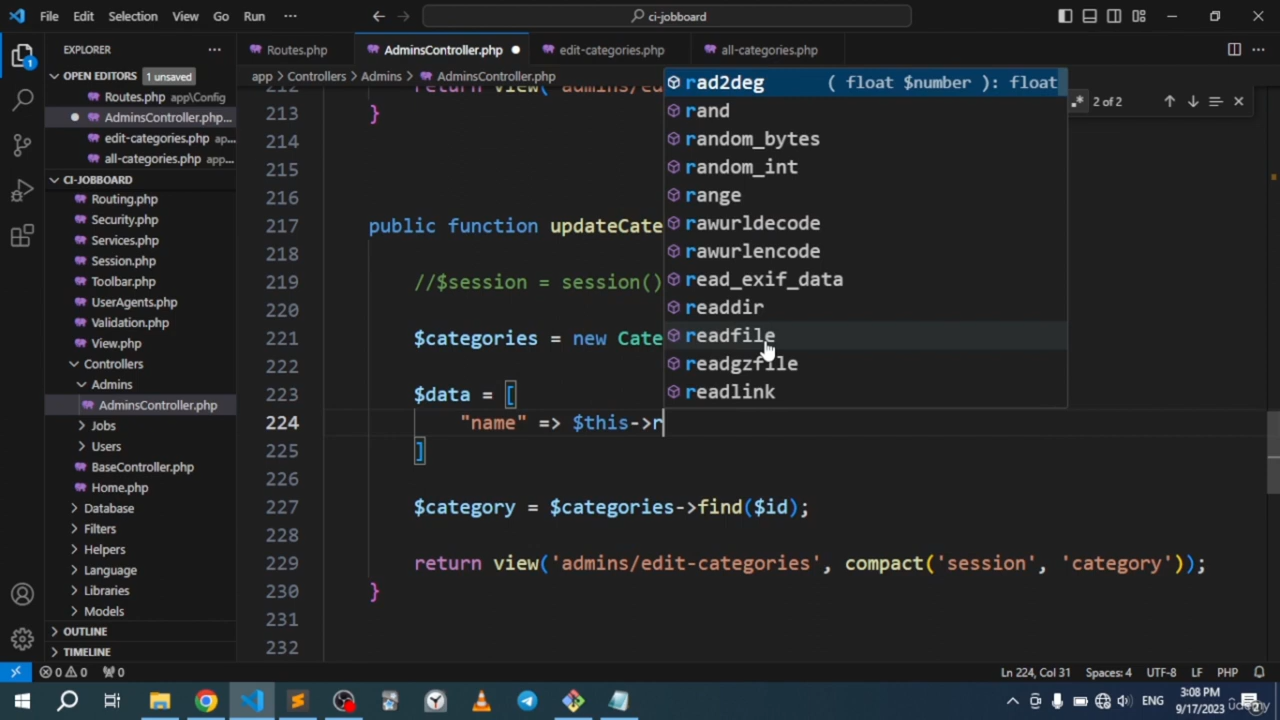 File Edit Selection View Go Run ci-jobboard
EXPLORER
Routes.php AdminsController.php edit-categories.php all-categories.php
OPEN EDITORS 1 unsaved
app > Controllers > Admins > AdminsController.php
Routes.php app\Config
AdminsController.php...
edit-categories.php app...
all-categories.php app...
CI-JOBBOARD
Routing.php
Security.php
Services.php
Session.php
Toolbar.php
UserAgents.php
Validation.php
View.php
Controllers
Admins
AdminsController.php
Jobs
Users
BaseController.php
Home.php
Database
Filters
Helpers
Language
Libraries
Models
OUTLINE
TIMELINE
2 of 2
213 }
214
215
216
217 public function updateCate
218
219 //$session = session()
220
221 $categories = new Cate
222
223 $data = [
224 "name" => $this->r
225 ]
226
227 $category = $categories->find($id);
228
229 return view('admins/edit-categories', compact('session', 'category'));
230 }
231
232
rad2deg ( float $number ): float
rand
random_bytes
random_int
range
rawurldecode
rawurlencode
read_exif_data
readdir
readfile
readgzfile
readlink
0 0 0 Ln 224, Col 31 Spaces: 4 UTF-8 LF PHP
ENG 3:08 PM
9/17/2023
udemy